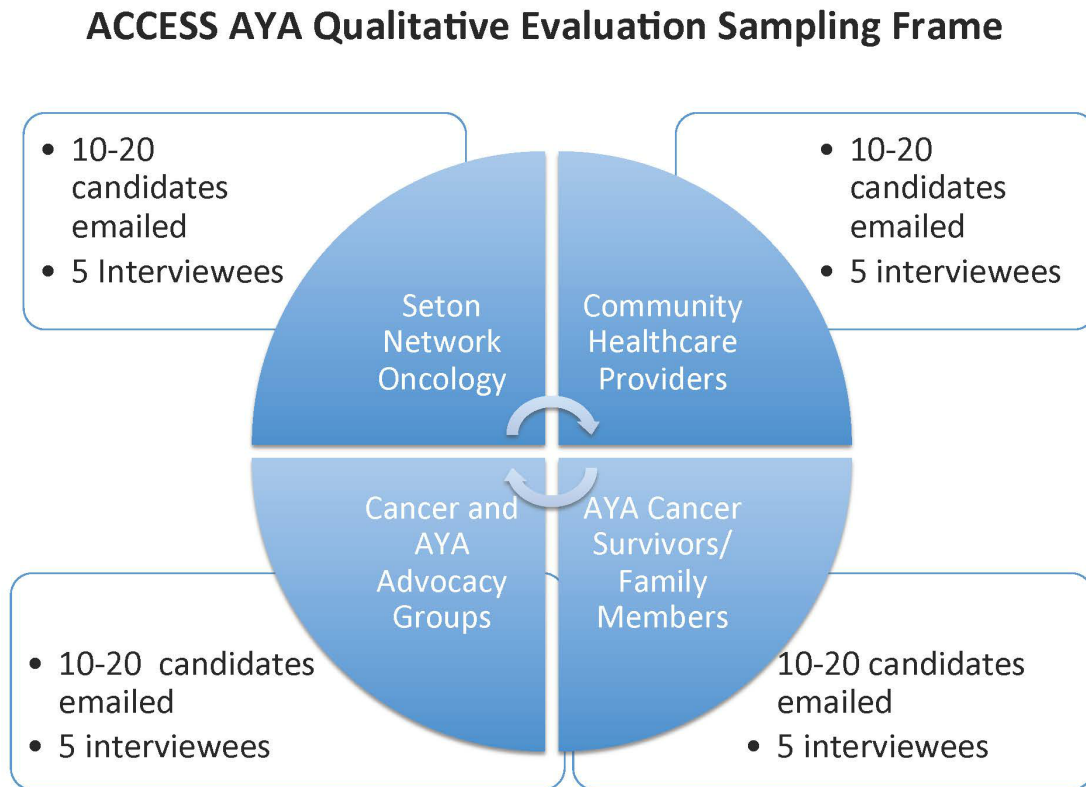 ACCESS AYA Qualitative Evaluation Sampling Frame
• 10-20
candidates
emailed
• 5 Interviewees
• 10-20
candidates
emailed
• 5 interviewees
Seton
Network
Oncology
Community
Healthcare
Providers
Cancer and
AYA
Advocacy
Groups
AYA Cancer
Survivors/
Family
Members
• 10-20 candidates
emailed
• 5 interviewees
10-20 candidates
emailed
• 5 interviewees